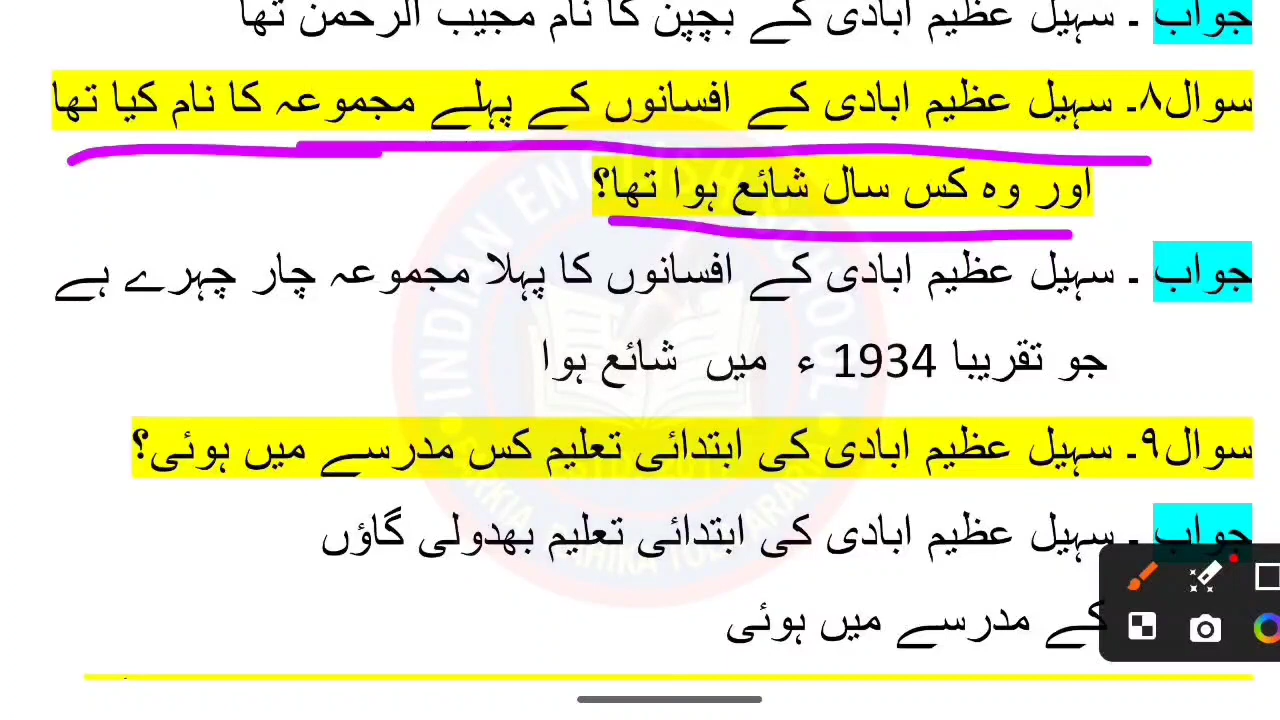 جواب ۔ سہیل عظیم ابادی کے بچپن کا نام مجیب الرحمن تھا
سوال۸۔ سہیل عظیم ابادی کے افسانوں کے پہلے مجموعہ کا نام کیا تھا
اور وہ کس سال شائع ہوا تھا؟
جواب ۔ سہیل عظیم ابادی کے افسانوں کا پہلا مجموعہ چار چہرے ہے
جو تقریبا 1934 ء میں شائع ہوا
سوال۹۔ سہیل عظیم ابادی کی ابتدائی تعلیم کس مدرسے میں ہوئی؟
جواب ۔ سہیل عظیم ابادی کی ابتدائی تعلیم بھدولی گاؤں
کے مدرسے میں ہوئی
INDIAN ENGLISH